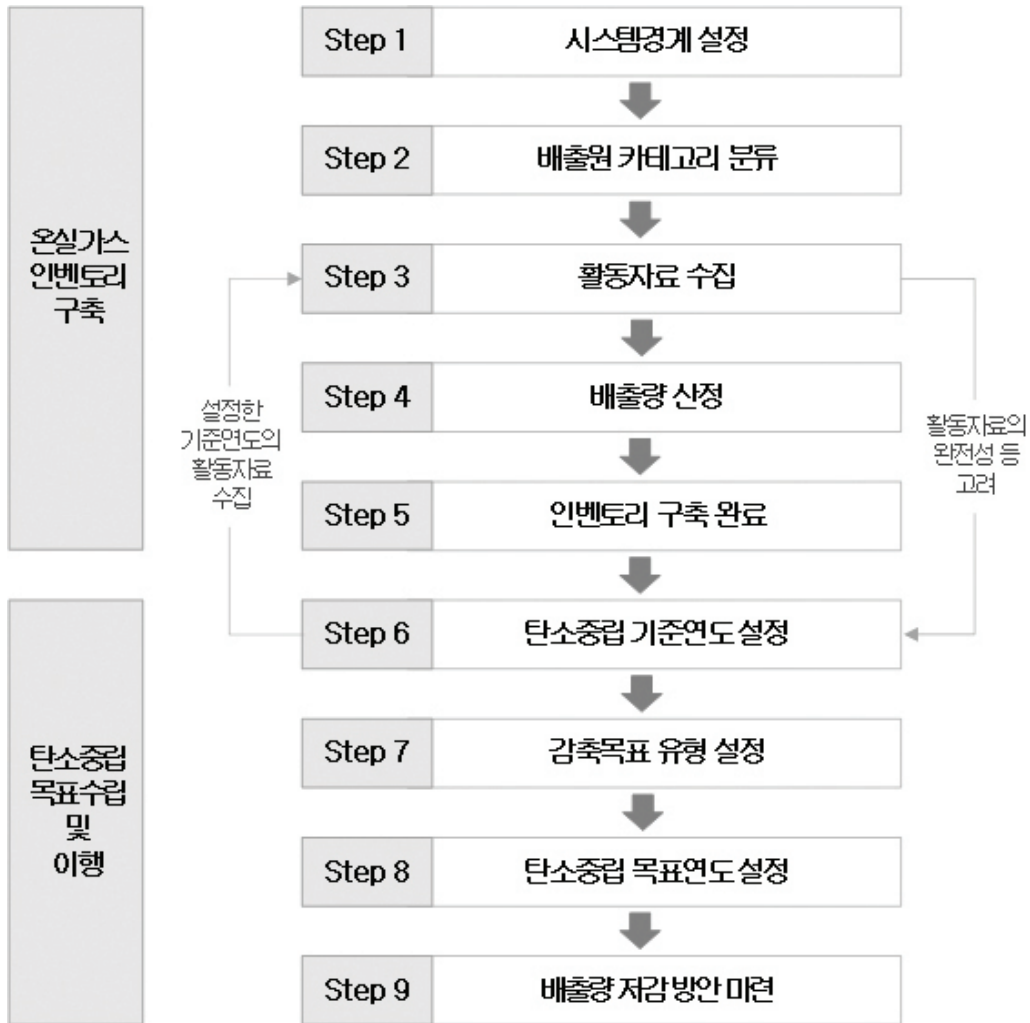 온실가스
인벤토리
구축
Step 1 시스템경계 설정
Step 2 배출원 카테고리 분류
Step 3 활동자료 수집
Step 4 배출량 산정
Step 5 인벤토리 구축 완료
설정한
기준연도의
활동자료
수집
활동자료의
완전성 등
고려
탄소중립
목표수립
및
이행
Step 6 탄소중립 기준연도 설정
Step 7 감축목표 유형 설정
Step 8 탄소중립 목표연도 설정
Step 9 배출량 저감 방안 마련